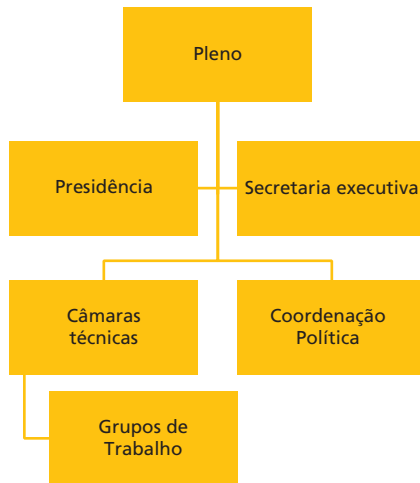 Pleno
Presidência
Secretaria executiva
Câmaras
técnicas
Coordenação
Política
Grupos de
Trabalho